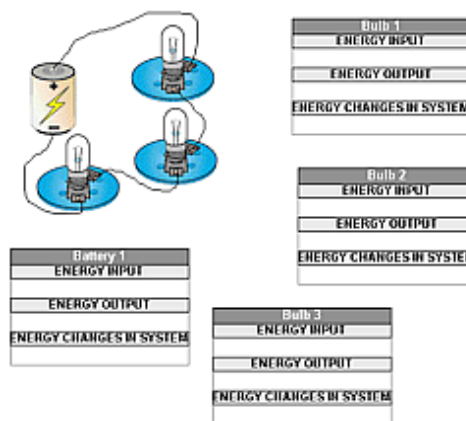 Bulb 1
ENERGY INPUT
ENERGY OUTPUT
ENERGY CHANGES IN SYSTEM
Bulb 2
ENERGY INPUT
ENERGY OUTPUT
ENERGY CHANGES IN SYSTEM
Battery 1
ENERGY INPUT
ENERGY OUTPUT
ENERGY CHANGES IN SYSTEM
Bulb 3
ENERGY INPUT
ENERGY OUTPUT
ENERGY CHANGES IN SYSTEM